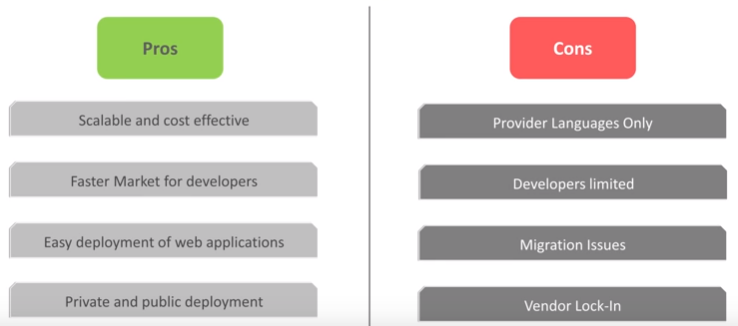 Pros
Scalable and cost effective
Faster Market for developers
Easy deployment of web applications
Private and public deployment
Cons
Provider Languages Only
Developers limited
Migration Issues
Vendor Lock-In